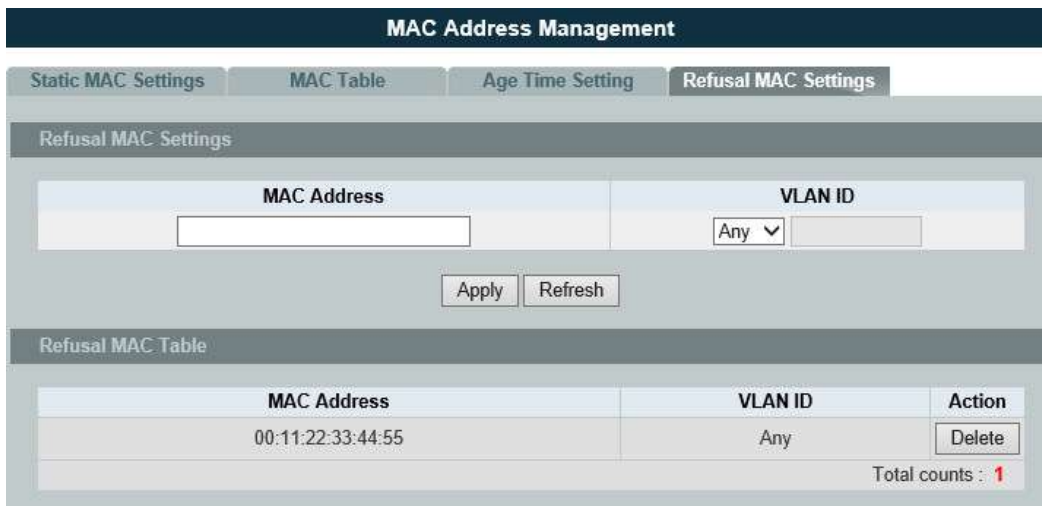 MAC Address Management
Static MAC Settings MAC Table Age Time Setting Refusal MAC Settings
Refusal MAC Settings
MAC Address VLAN ID
Any
Apply Refresh
Refusal MAC Table
MAC Address VLAN ID Action
00:11:22:33:44:55 Any Delete
Total counts : 1